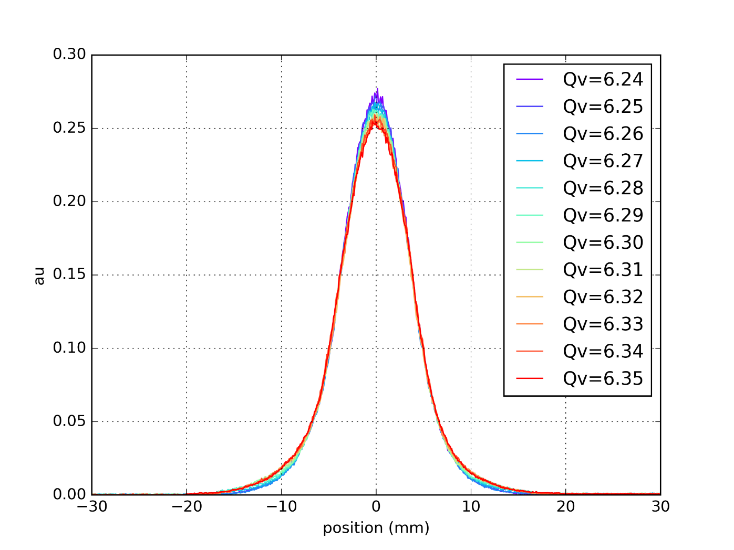 0.30
0.25
0.20
0.15
0.10
0.05
0.00
au
−30
−20
−10
0
10
20
30
position (mm)
Qv=6.24
Qv=6.25
Qv=6.26
Qv=6.27
Qv=6.28
Qv=6.29
Qv=6.30
Qv=6.31
Qv=6.32
Qv=6.33
Qv=6.34
Qv=6.35